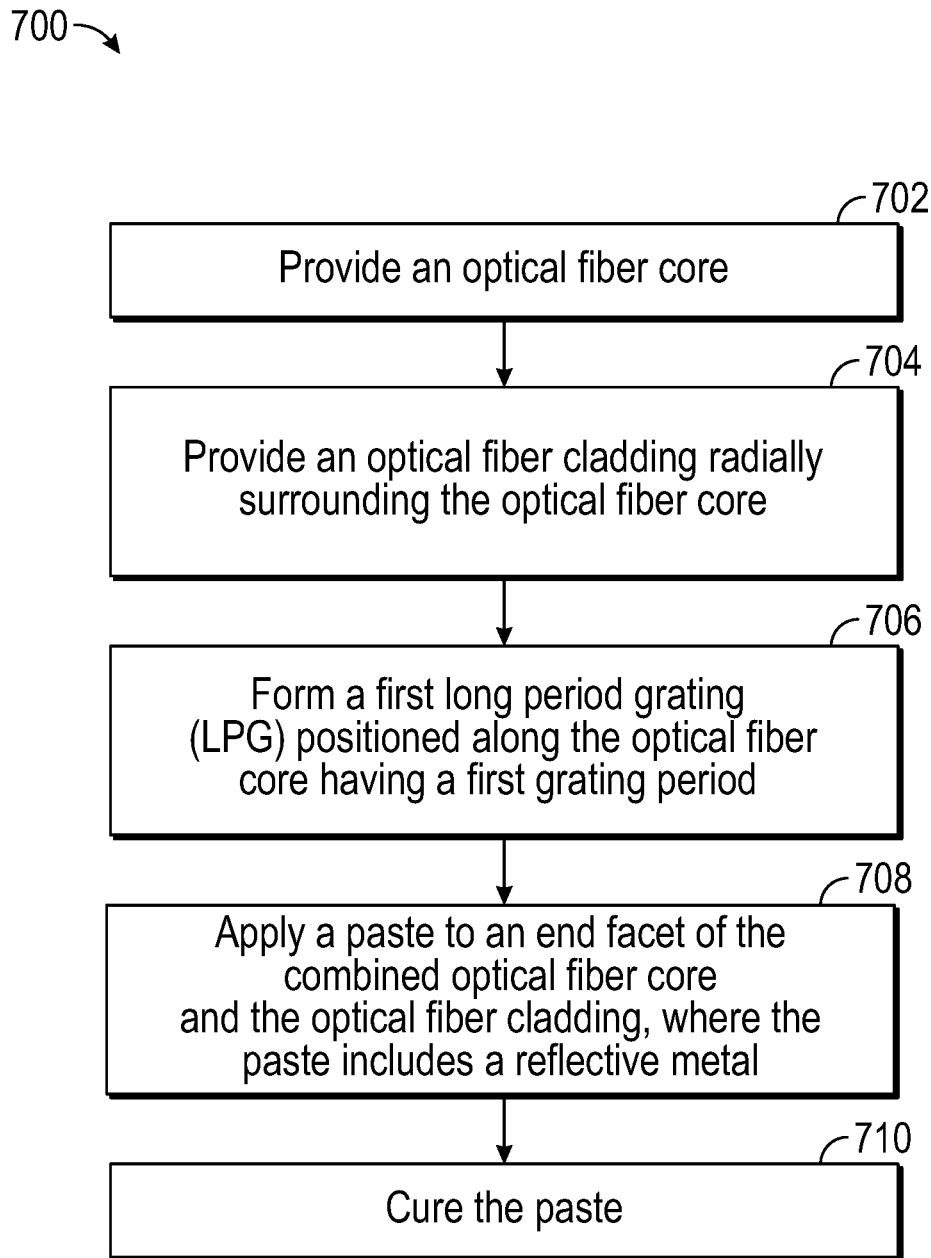 700
702
Provide an optical fiber core
704
Provide an optical fiber cladding radially
surrounding the optical fiber core
706
Form a first long period grating
(LPG) positioned along the optical fiber
core having a first grating period
708
Apply a paste to an end facet of the
combined optical fiber core
and the optical fiber cladding, where the
paste includes a reflective metal
710
Cure the paste